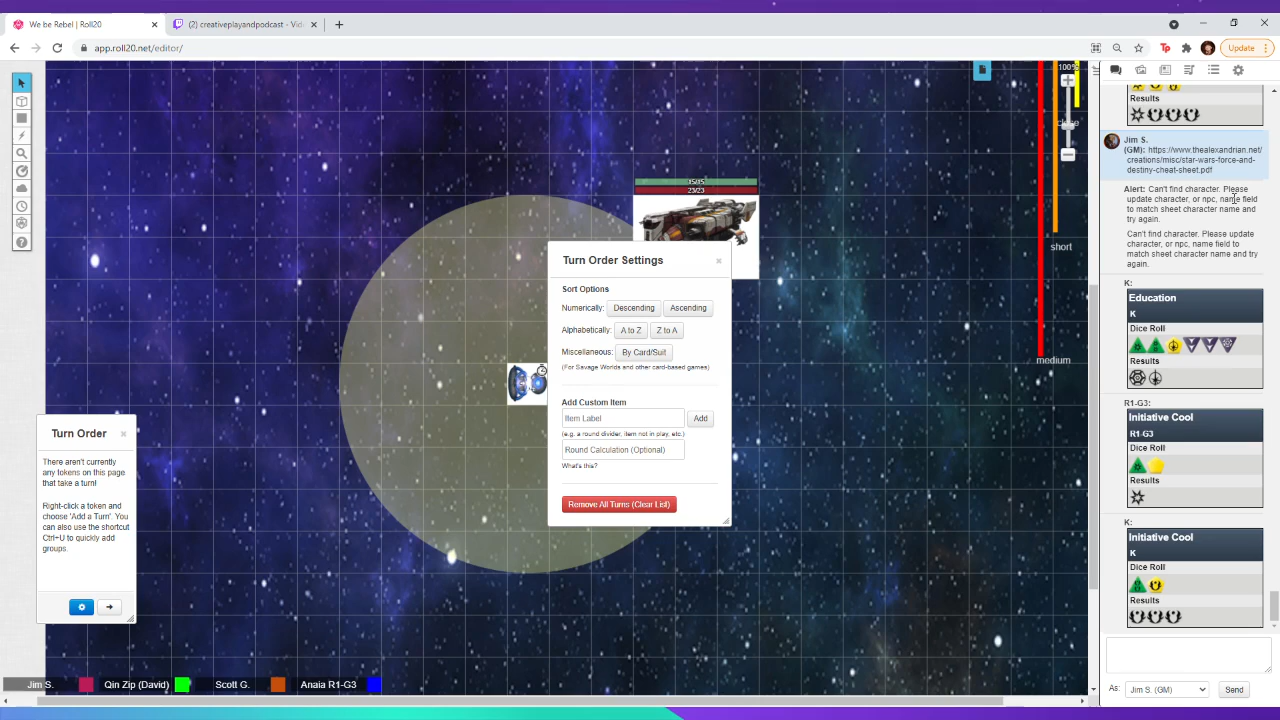 We be Rebel | Roll20
(2) creativeplayandpodcast - Vid
app.roll20.net/editor/
Update
100%
close
short
medium
15/15
23/23
Turn Order Settings
Sort Options
Numerically: Descending Ascending
Alphabetically: A to Z Z to A
Miscellaneous: By Card/Suit
(For Savage Worlds and other card-based games)
Add Custom Item
Item Label Add
(e.g. a round divider, item not in play, etc.)
Round Calculation (Optional)
What's this?
Remove All Turns (Clear List)
Turn Order
There aren't currently
any tokens on this page
that take a turn!
Right-click a token and
choose 'Add a Turn'. You
can also use the shortcut
Ctrl+U to quickly add
groups.
Jim S.
Qin Zip (David)
Scott G.
Anaia R1-G3
Results
Jim S.
(GM): https://www.thealexandrian.net/
creations/misc/star-wars-force-and-
destiny-cheat-sheet.pdf
Alert: Can't find character. Please
update character, or npc, name field
to match sheet character name and
try again.
Can't find character. Please update
character, or npc, name field to
match sheet character name and try
again.
K:
Education
K
Dice Roll
Results
R1-G3:
Initiative Cool
R1-G3
Dice Roll
Results
K:
Initiative Cool
K
Dice Roll
Results
As: Jim S. (GM) Send